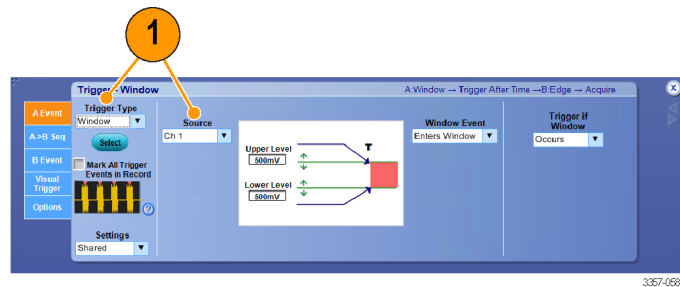 1
Trigger - Window
A:Window → Trigger After Time →B:Edge → Acquire
x
A Event
A->B Seq
B Event
Visual
Trigger
Options
Trigger Type
Window
Select
Mark All Trigger
Events in Record
?
Settings
Shared
Source
Ch 1
Upper Level
500mV
Lower Level
500mV
T
Window Event
Enters Window
Trigger if
Window
Occurs
3357-058